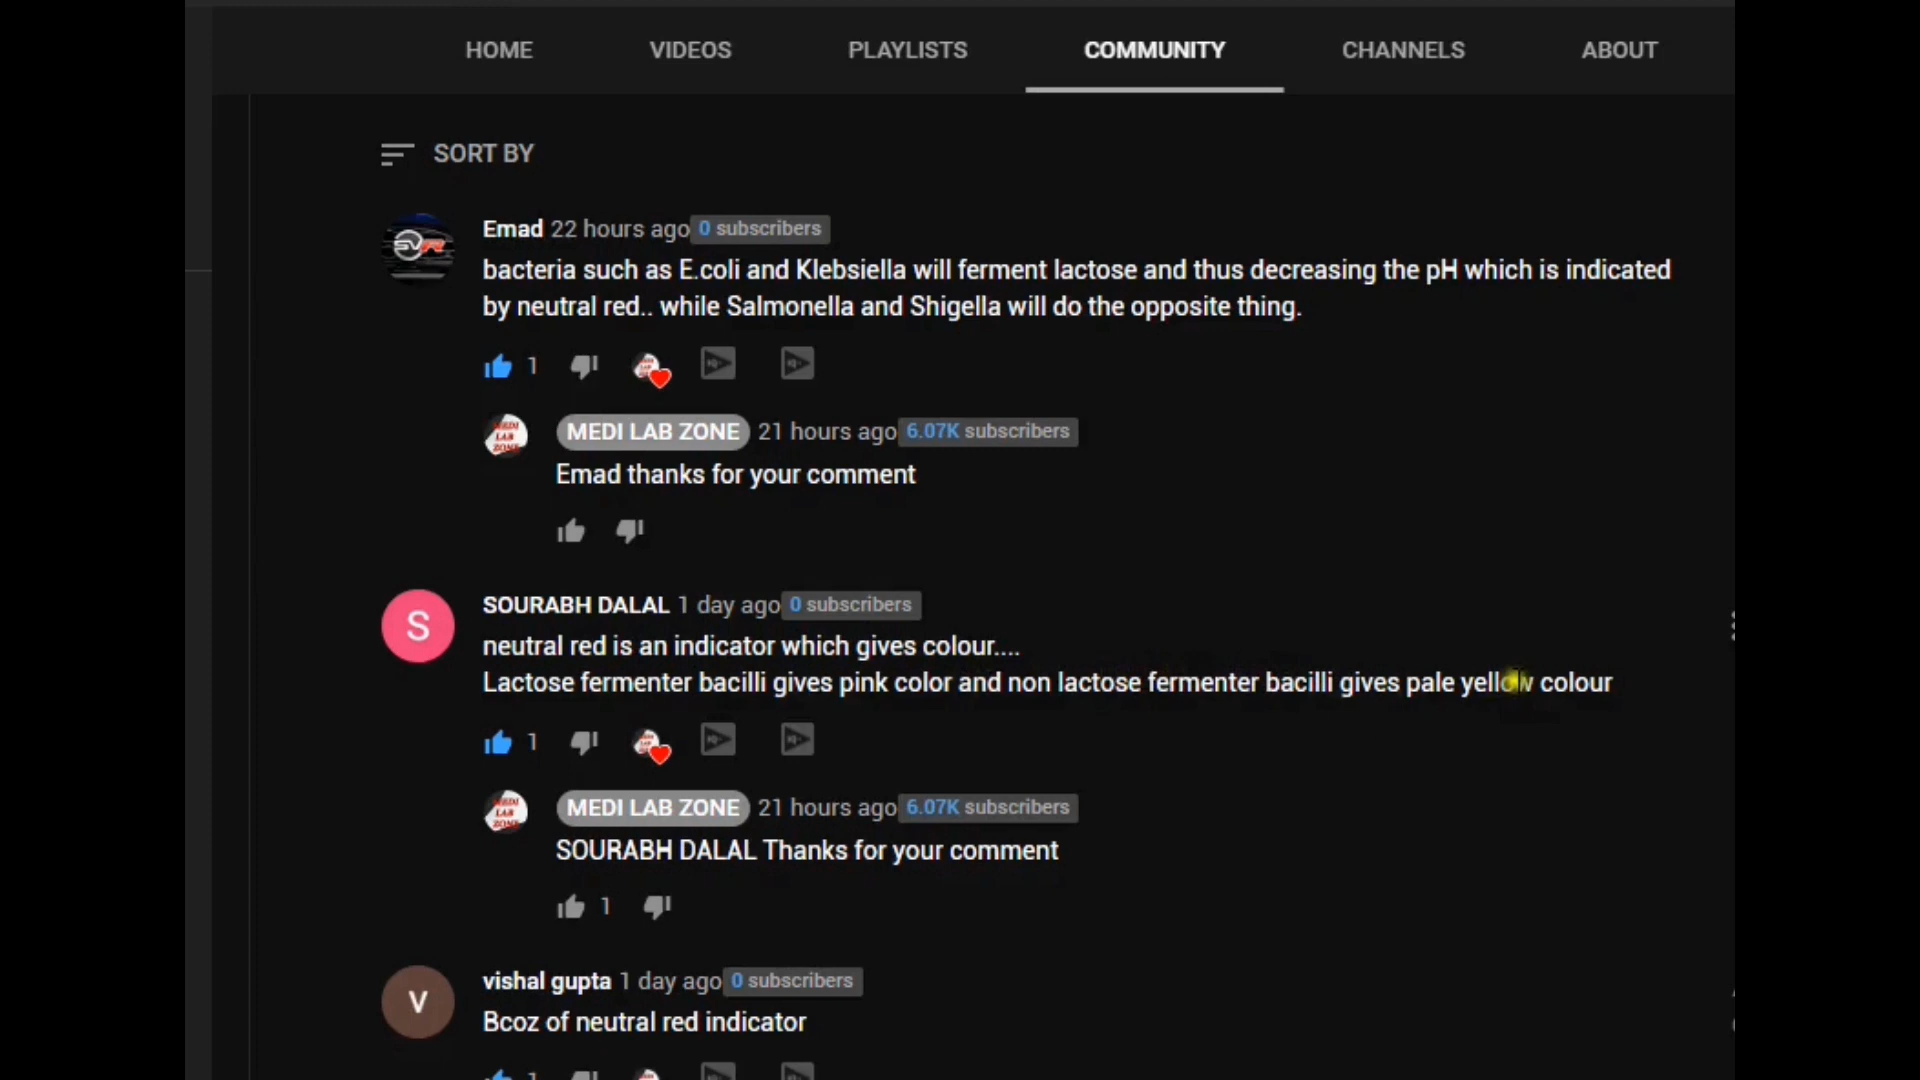 HOME VIDEOS PLAYLISTS COMMUNITY CHANNELS ABOUT
SORT BY
Emad 22 hours ago 0 subscribers
bacteria such as E.coli and Klebsiella will ferment lactose and thus decreasing the pH which is indicated
by neutral red.. while Salmonella and Shigella will do the opposite thing.
1
MEDI LAB ZONE 21 hours ago 6.07K subscribers
Emad thanks for your comment
S
SOURABH DALAL 1 day ago 0 subscribers
neutral red is an indicator which gives colour....
Lactose fermenter bacilli gives pink color and non lactose fermenter bacilli gives pale yellow colour
1
MEDI LAB ZONE 21 hours ago 6.07K subscribers
SOURABH DALAL Thanks for your comment
1
V
vishal gupta 1 day ago 0 subscribers
Bcoz of neutral red indicator
1